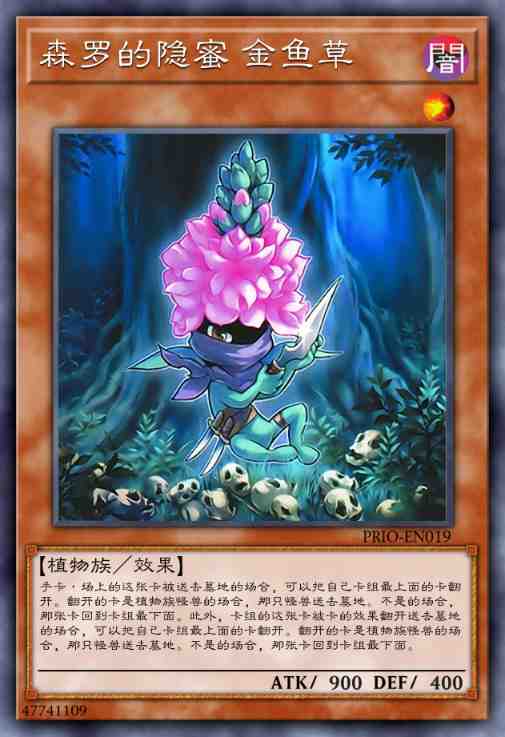 森罗的隐蜜 金鱼草
闇
PRIO-EN019
【植物族／效果】
手卡·场上的这张卡被送去墓地的场合，可以把自己卡组最上面的卡翻
开。翻开的卡是植物族怪兽的场合，那只怪兽送去墓地。不是的场合，
那张卡回到卡组最下面。此外，卡组的这张卡被卡的效果翻开送去墓地
的场合，可以把自己卡组最上面的卡翻开。翻开的卡是植物族怪兽的场
合，那只怪兽送去墓地。不是的场合，那张卡回到卡组最下面。
ATK/ 900 DEF/ 400
47741109